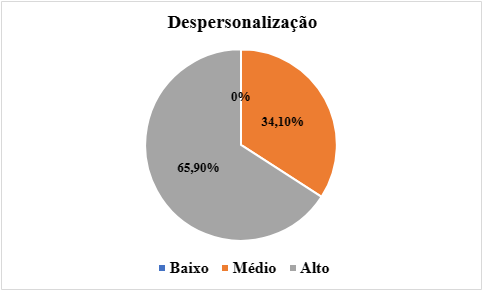 Despersonalização
0%
34,10%
65,90%
Baixo Médio Alto